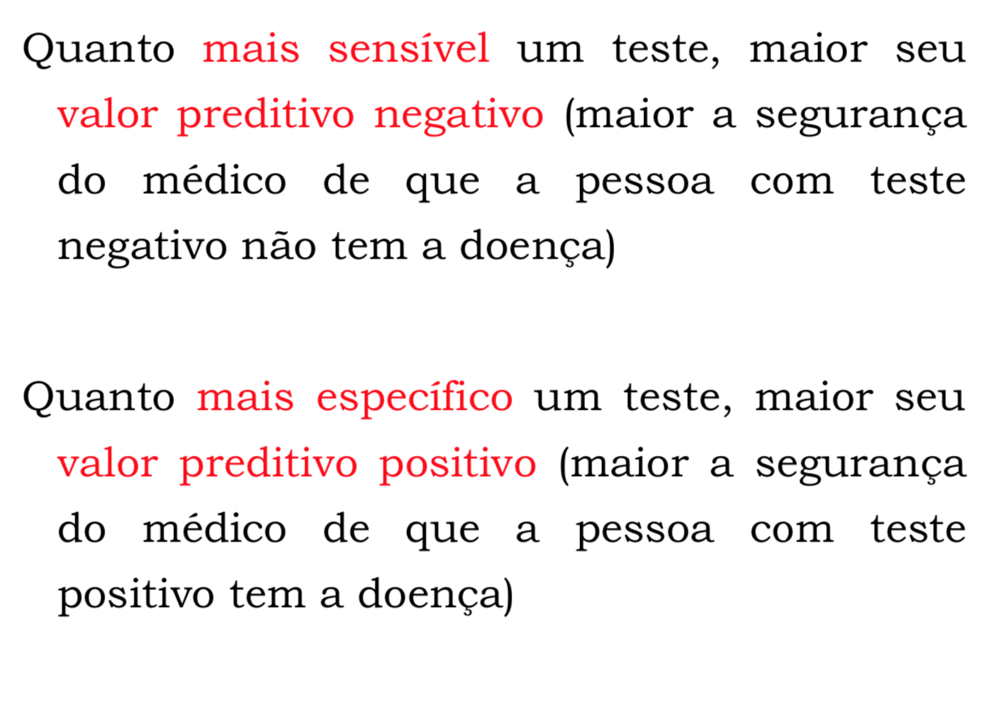 Quanto mais sensível um teste, maior seu
valor preditivo negativo (maior a segurança
do médico de que a pessoa com teste
negativo não tem a doença)
Quanto mais específico um teste, maior seu
valor preditivo positivo (maior a segurança
do médico de que a pessoa com teste
positivo tem a doença)